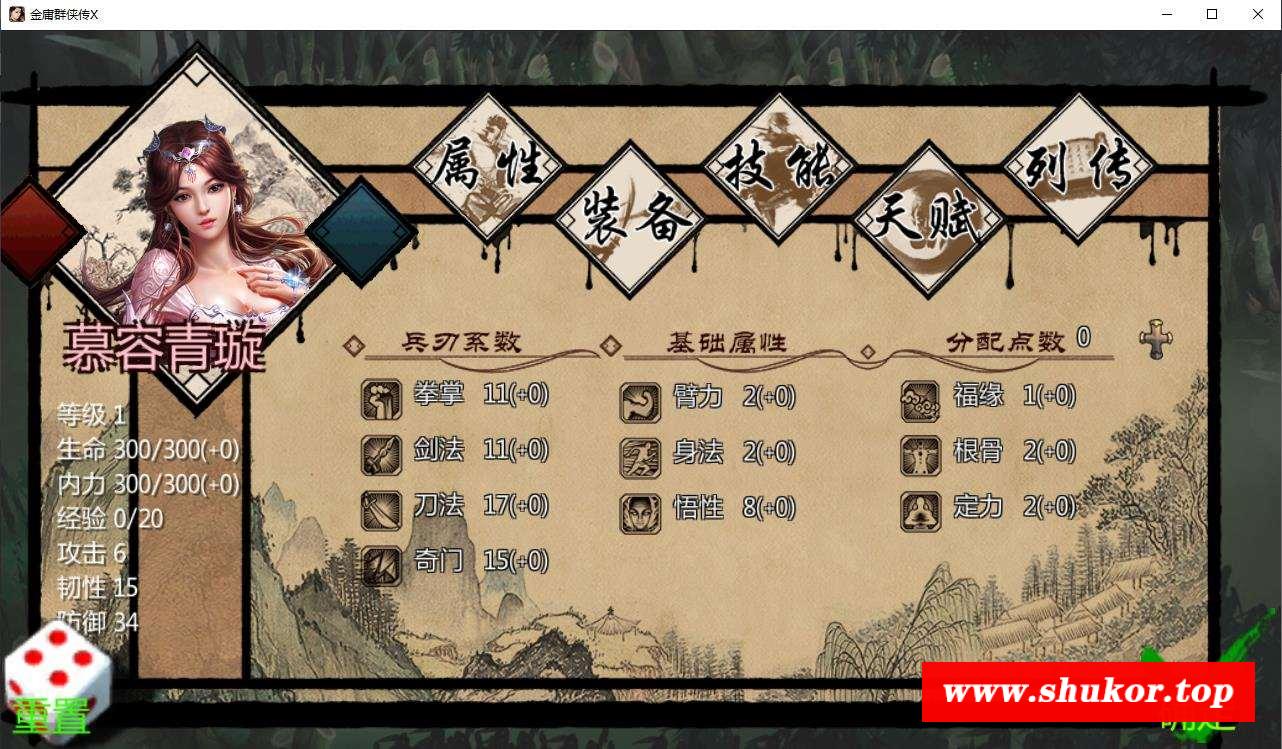 金庸群侠传X
属性
装备
技能
天赋
列传
慕容青璇
兵刃系数
基础属性
分配点数 0
拳掌 11(+0)
臂力 2(+0)
福缘 1(+0)
剑法 11(+0)
身法 2(+0)
根骨 2(+0)
刀法 17(+0)
悟性 8(+0)
定力 2(+0)
奇门 15(+0)
等级 1
生命 300/300(+0)
内力 300/300(+0)
经验 0/20
攻击 6
韧性 15
防御 34
重置
www.shukor.top